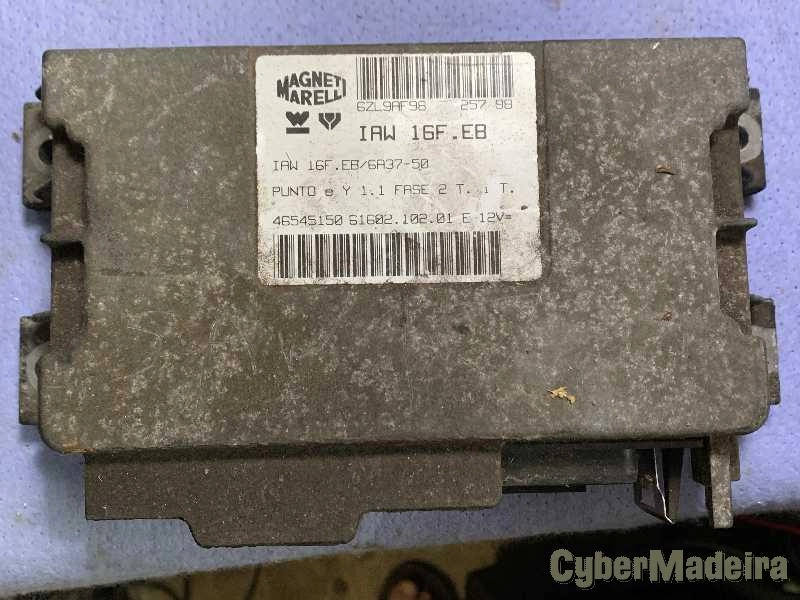 MAGNETI
MARELLI
6ZL9AF96 257 98
IAW 16F.EB
IAW 16F.EB/6A37-50
PUNTO e Y 1.1 FASE 2 T. i T.
46545150 61602.102.01 E 12V=
CyberMadeira